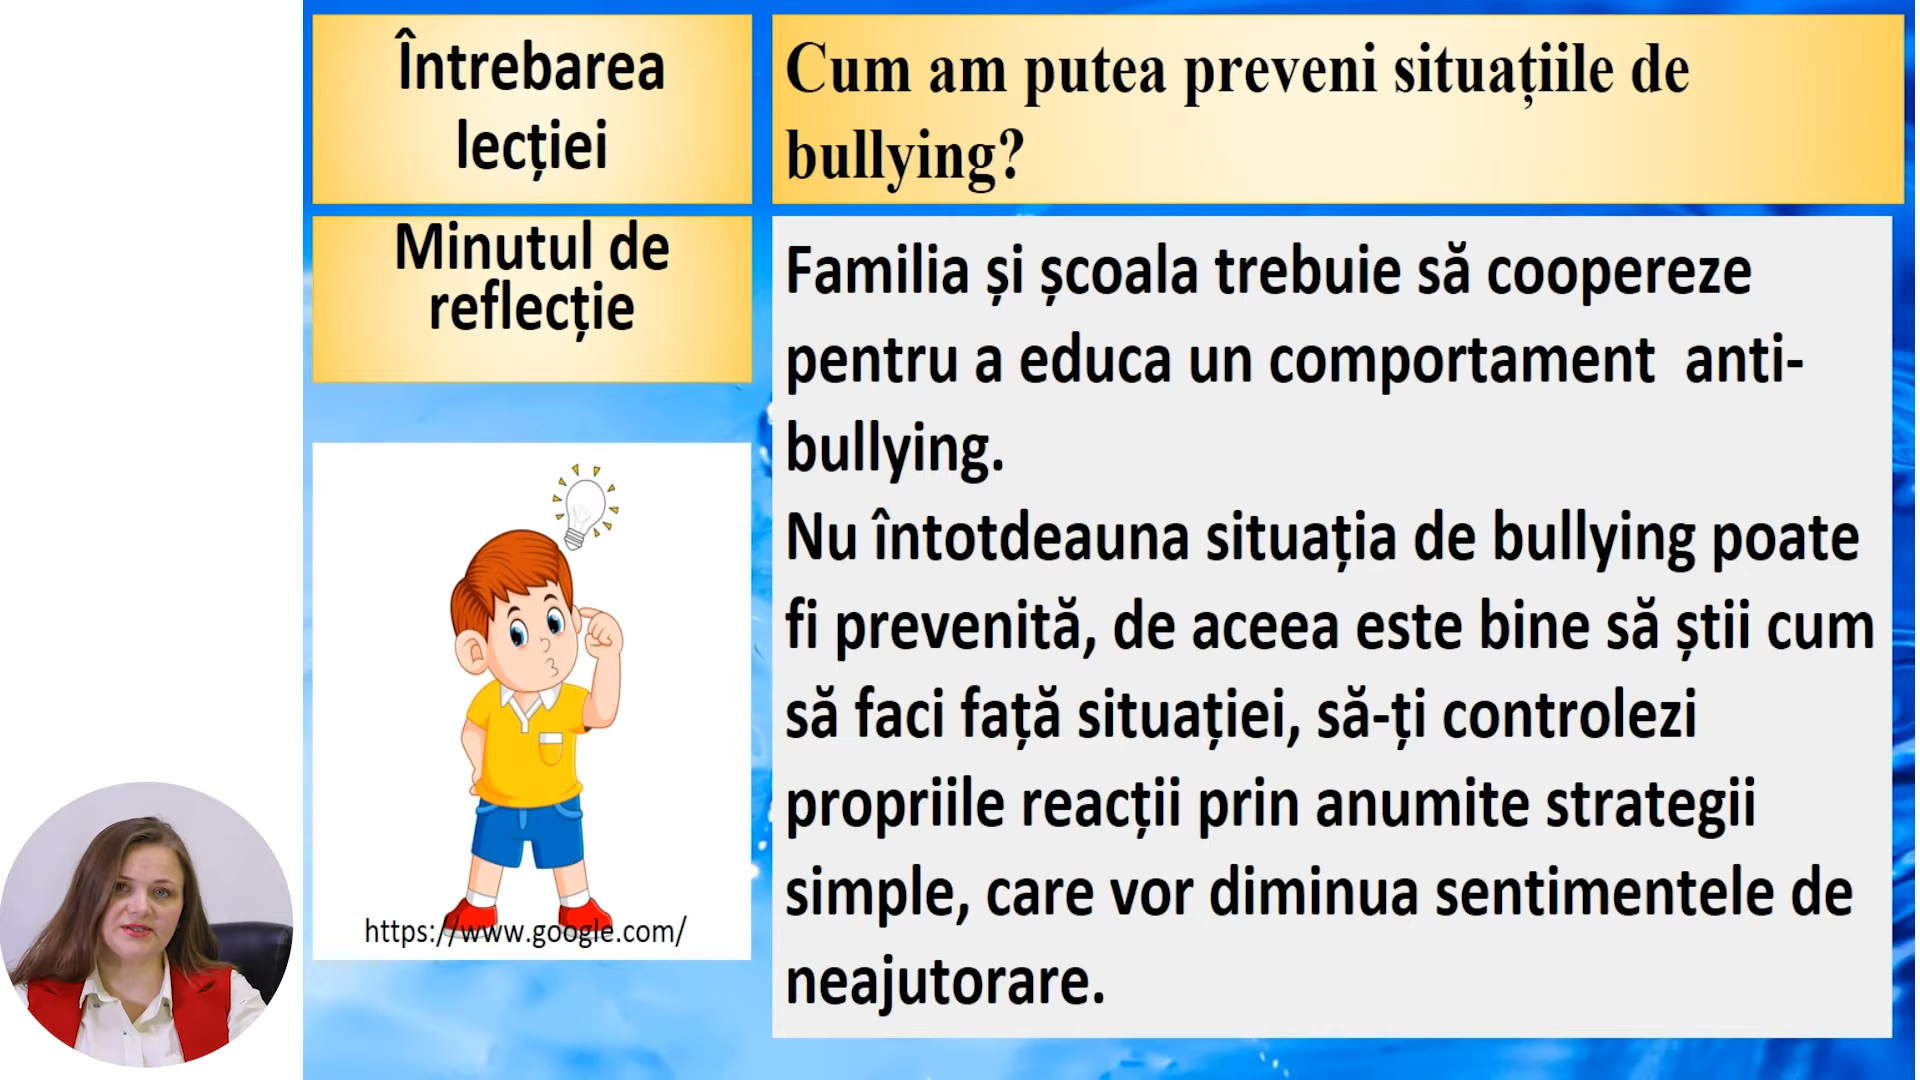 Întrebarea
lecției
Cum am putea preveni situațiile de
bullying?
Minutul de
reflecție
Familia și școala trebuie să coopereze
pentru a educa un comportament anti-
bullying.
Nu întotdeauna situația de bullying poate
fi prevenită, de aceea este bine să știi cum
să faci față situației, să-ți controlezi
propriile reacții prin anumite strategii
simple, care vor diminua sentimentele de
neajutorare.
https://www.google.com/